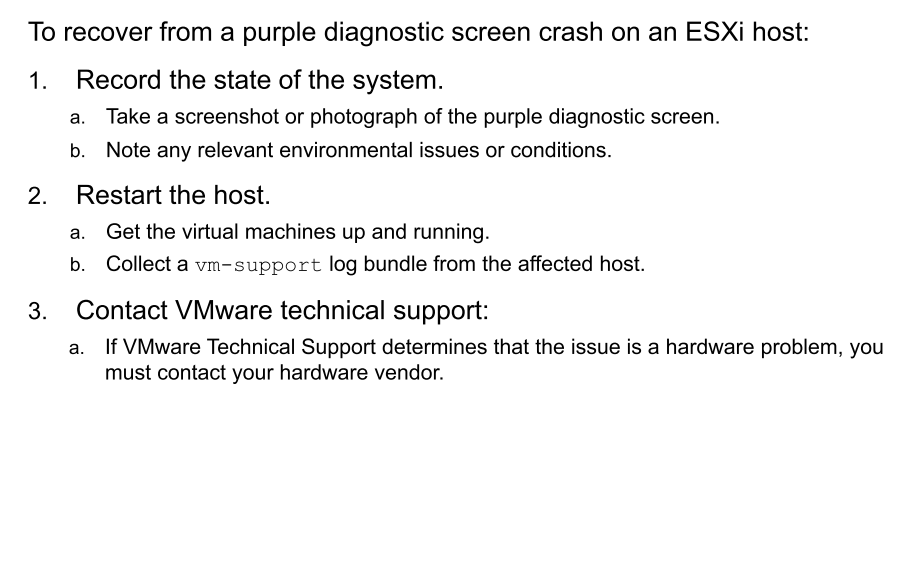 To recover from a purple diagnostic screen crash on an ESXi host:
1. Record the state of the system.
a. Take a screenshot or photograph of the purple diagnostic screen.
b. Note any relevant environmental issues or conditions.
2. Restart the host.
a. Get the virtual machines up and running.
b. Collect a vm-support log bundle from the affected host.
3. Contact VMware technical support:
a. If VMware Technical Support determines that the issue is a hardware problem, you
must contact your hardware vendor.